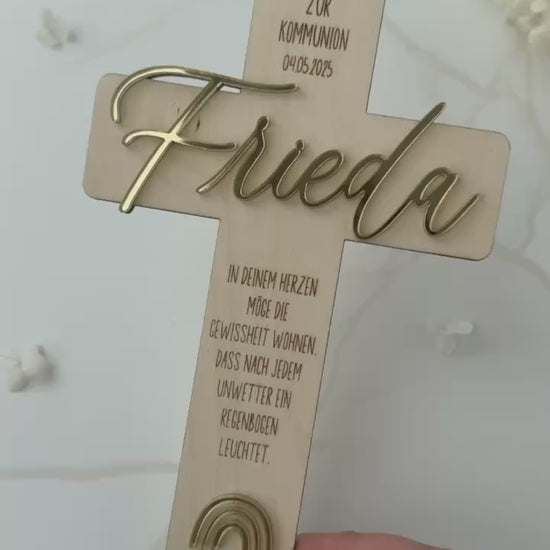 ZUR
KOMMUNION
04.05.2025
Frieda
IN DEINEM HERZEN
MÖGE DIE
GEWISSHEIT WOHNEN.
DASS NACH JEDEM
UNWETTER EIN
REGENBOGEN
LEUCHTET.